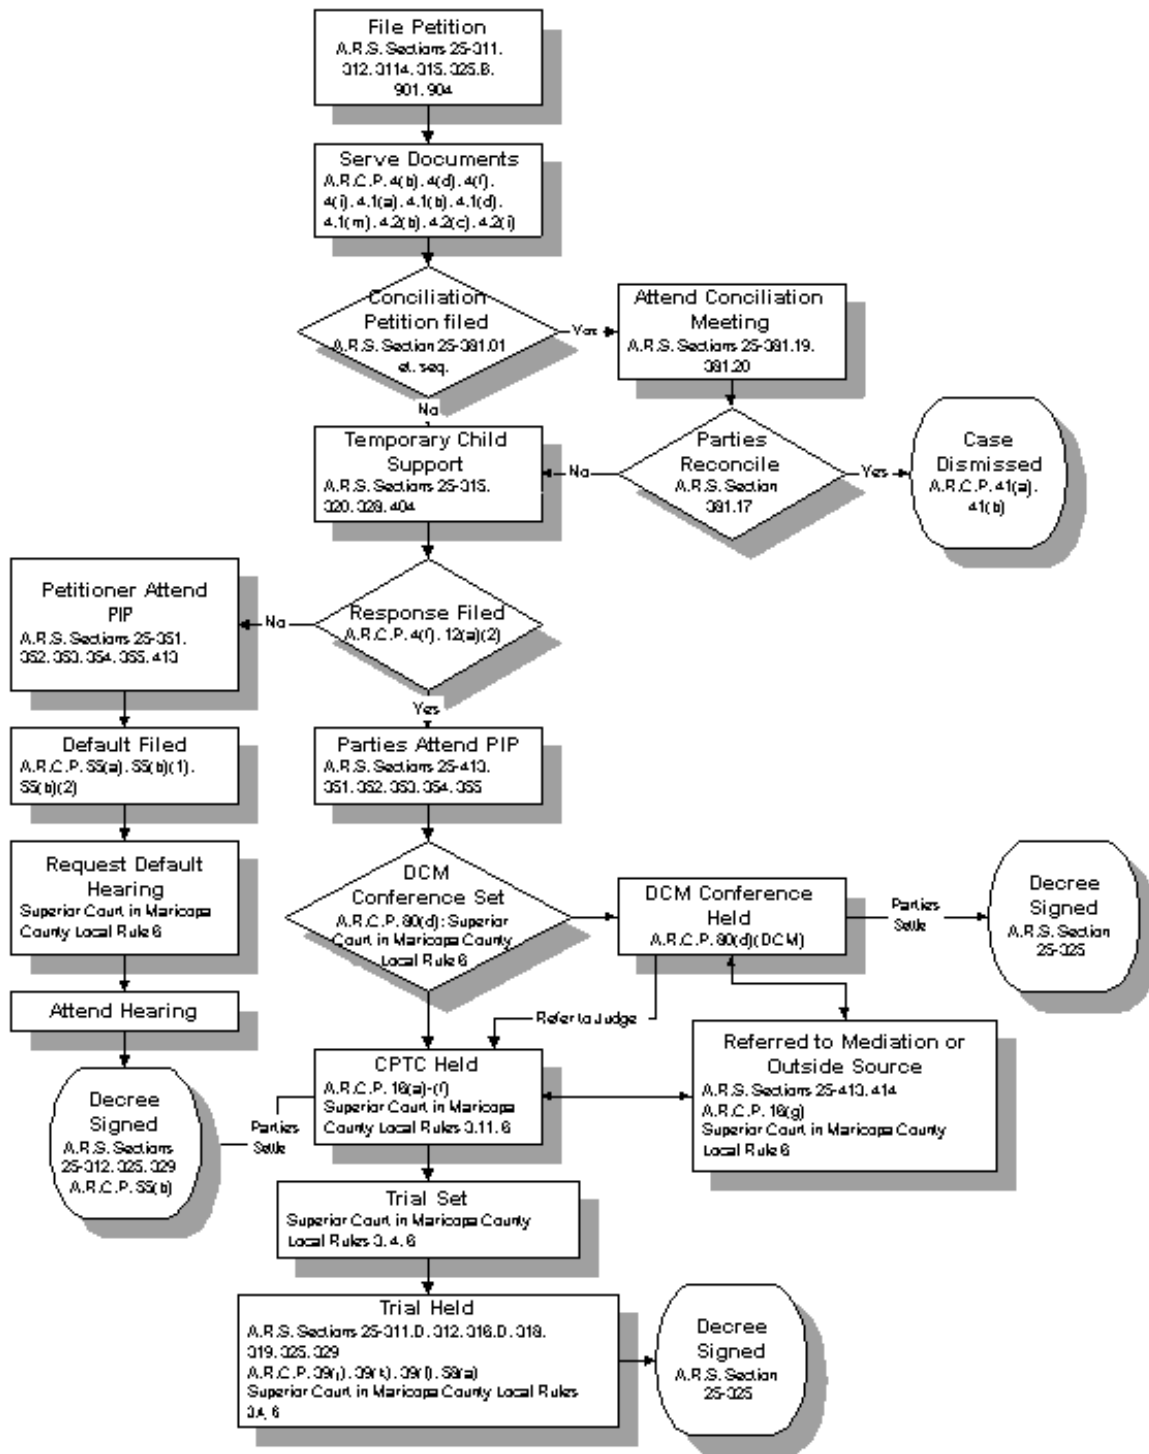 File Petition
A.R.S. Sections 25-311.
312. 3114. 315. 325.B.
901. 904
Serve Documents
A.R.C.P. 4(b). 4(d). 4(f).
4(i). 4.1(a). 4.1(b). 4.1(d).
4.1(m). 4.2(b). 4.2(c). 4.2(i)
Conciliation
Petition filed
A.R.S. Section 25-381.01
et. seq.
Yes
Attend Conciliation
Meeting
A.R.S. Sections 25-381.19.
381.20
No
Temporary Child
Support
A.R.S. Sections 25-315.
320. 328. 404
No
Parties
Reconcile
A.R.S. Section
381.17
Yes
Case
Dismissed
A.R.C.P. 41(a).
41(b)
Petitioner Attend
PIP
A.R.S. Sections 25-351.
352. 353. 354. 355. 413
No
Response Filed
A.R.C.P. 4(f). 12(a)(2)
Yes
Default Filed
A.R.C.P. 55(a). 55(b)(1).
55(b)(2)
Parties Attend PIP
A.R.S. Sections 25-413.
351. 352. 353. 354. 355
Request Default
Hearing
Superior Court in Maricopa
County Local Rule 6
DCM
Conference Set
A.R.C.P. 80(d): Superior
Court in Maricopa County
Local Rule 6
DCM Conference
Held
A.R.C.P. 80(d)(DCM)
Parties
Settle
Decree
Signed
A.R.S. Section
25-325
Attend Hearing
Refer to Judge
CPTC Held
A.R.C.P. 16(a)-(f)
Superior Court in Maricopa
County Local Rules 3.11. 6
Referred to Mediation or
Outside Source
A.R.S. Sections 25-413. 414
A.R.C.P. 16(g)
Superior Court in Maricopa County
Local Rule 6
Decree
Signed
A.R.S. Sections
25-312. 325. 329
A.R.C.P. 55(b)
Parties
Settle
Trial Set
Superior Court in Maricopa County
Local Rules 3. 4. 6
Trial Held
A.R.S. Sections 25-311.D. 312. 316.D. 318.
319. 325. 329
A.R.C.P. 39(j). 39(k). 39(l). 58(a)
Superior Court in Maricopa County Local Rules
3.4. 6
Decree
Signed
A.R.S. Section
25-325